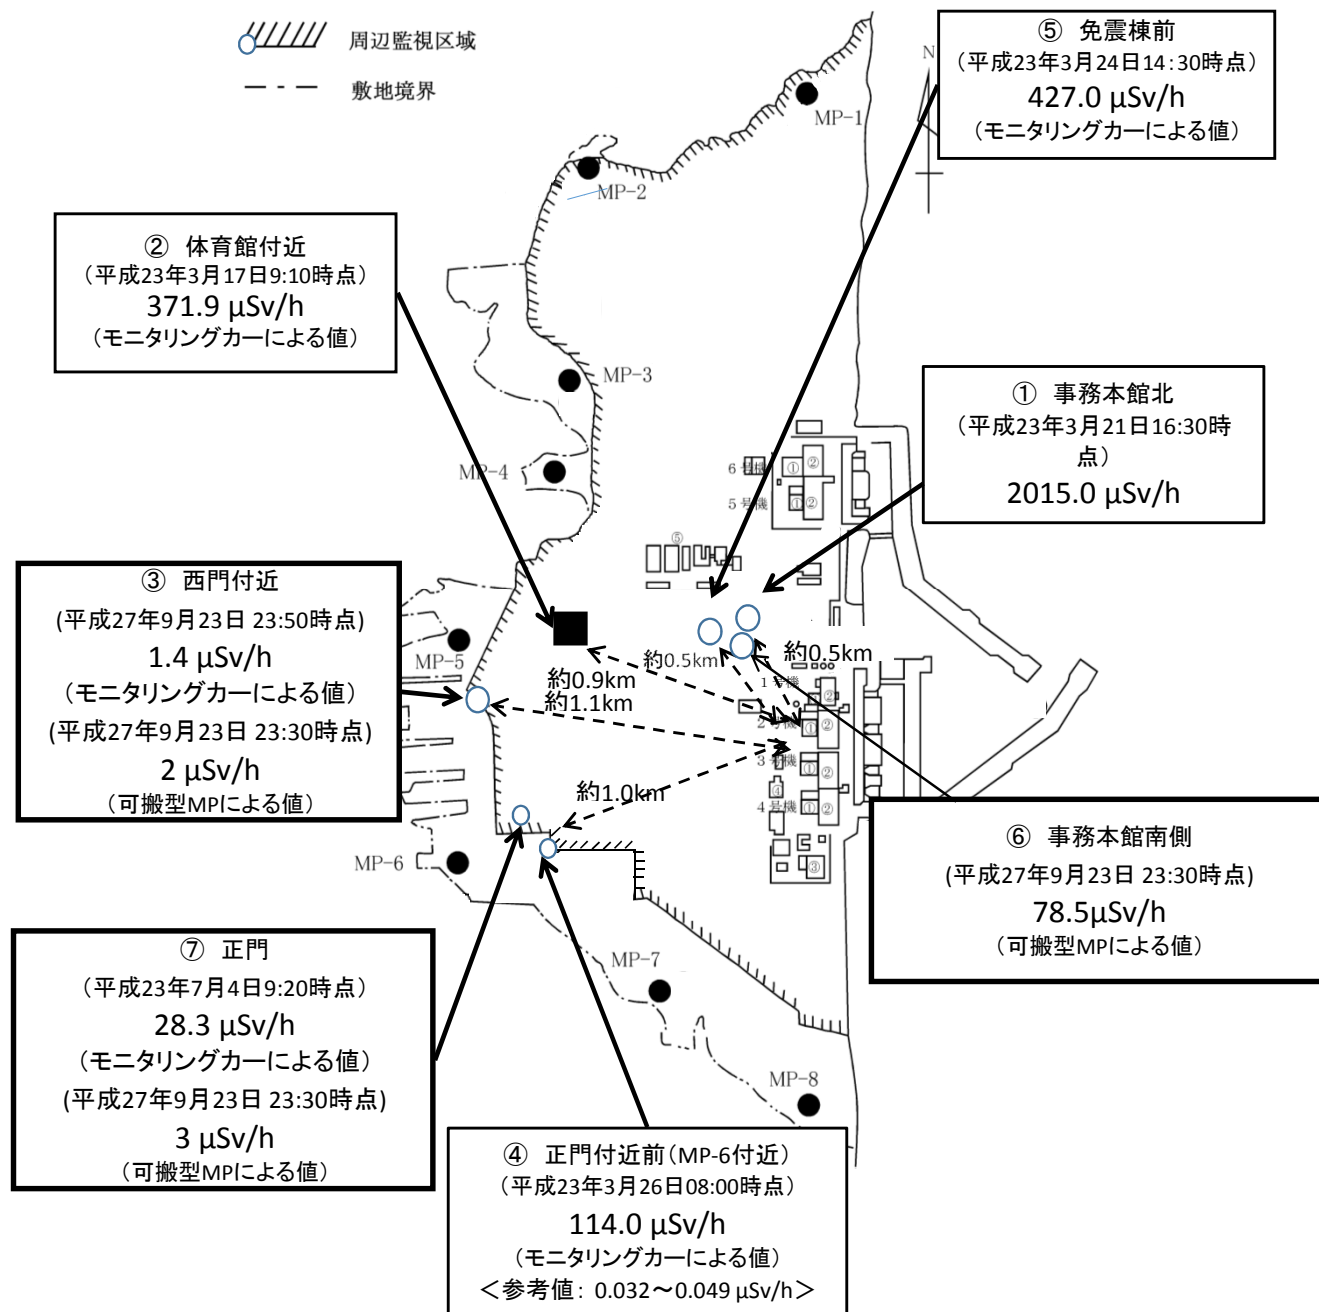 周辺監視区域
敷地境界
⑤ 免震棟前
（平成23年3月24日14：30時点）
427.0 μSv/h
（モニタリングカーによる値）
N
MP-1
MP-2
② 体育館付近
（平成23年3月17日9:10時点）
371.9 μSv/h
（モニタリングカーによる値）
MP-3
① 事務本館北
（平成23年3月21日16:30時
点）
2015.0 μSv/h
MP-4
6号機
①
②
5号機
①
②
⑤
③ 西門付近
(平成27年9月23日 23:50時点)
1.4 μSv/h
（モニタリングカーによる値）
(平成27年9月23日 23:30時点)
2 μSv/h
（可搬型MPによる値）
MP-5
約0.5km
約0.5km
約0.9km
約1.1km
1号機
②
2号機
①
②
3号機
①
②
約1.0km
④
4号機
①
②
③
⑥ 事務本館南側
(平成27年9月23日 23:30時点)
78.5μSv/h
（可搬型MPによる値）
MP-6
⑦ 正門
（平成23年7月4日9:20時点）
28.3 μSv/h
（モニタリングカーによる値）
(平成27年9月23日 23:30時点)
3 μSv/h
（可搬型MPによる値）
MP-7
MP-8
④ 正門付近前（MP-6付近）
（平成23年3月26日08:00時点）
114.0 μSv/h
（モニタリングカーによる値）
＜参考値： 0.032～0.049 μSv/h＞